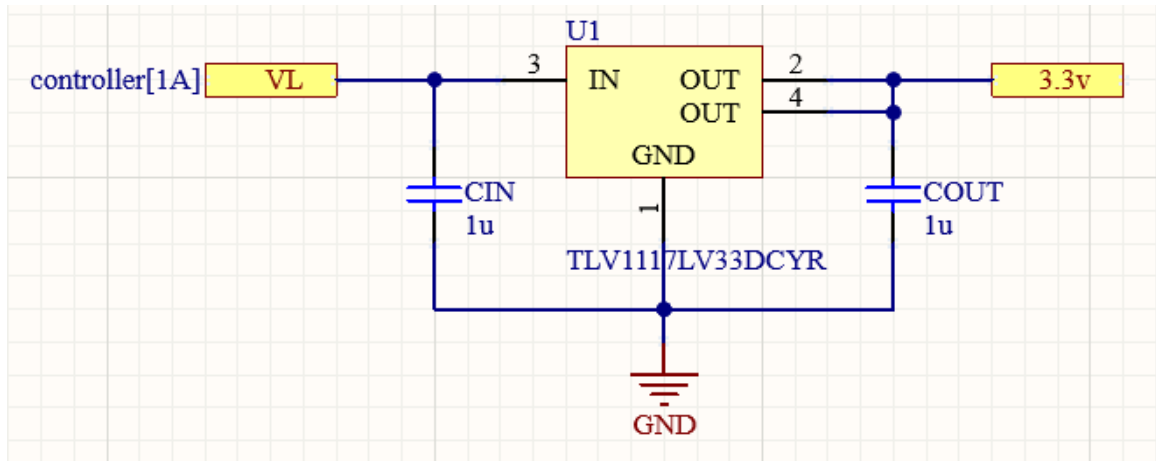 U1
controller[1A] VL 3 IN OUT 2 3.3v
OUT 4
GND
CIN
1u
1
COUT
1u
TLV1117LV33DCYR
GND